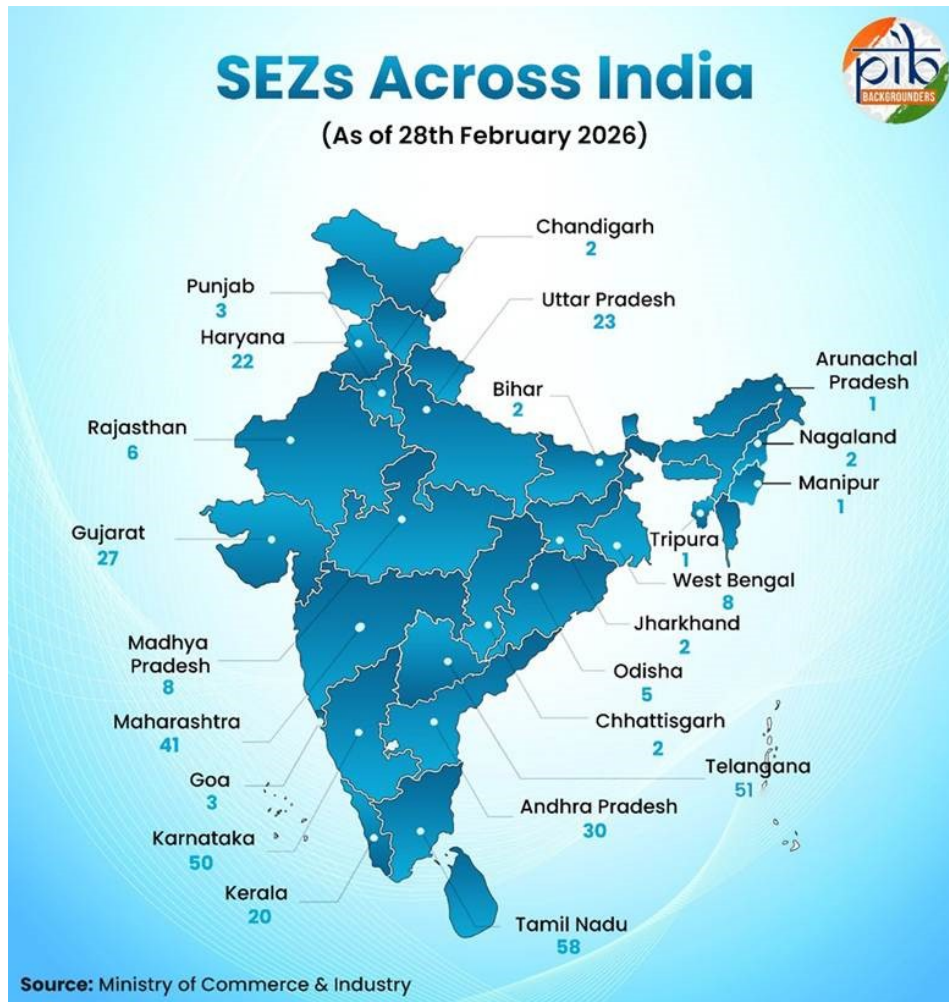 SEZs Across India
(As of 28th February 2026)
pib
BACKGROUNDERS
Chandigarh
2
Punjab
3
Uttar Pradesh
23
Haryana
22
Arunachal
Pradesh
1
Bihar
2
Rajasthan
6
Nagaland
2
Manipur
1
Gujarat
27
Tripura
1
West Bengal
8
Jharkhand
2
Madhya
Pradesh
8
Odisha
5
Maharashtra
41
Chhattisgarh
2
Telangana
51
Goa
3
Andhra Pradesh
30
Karnataka
50
Kerala
20
Tamil Nadu
58
Source: Ministry of Commerce & Industry